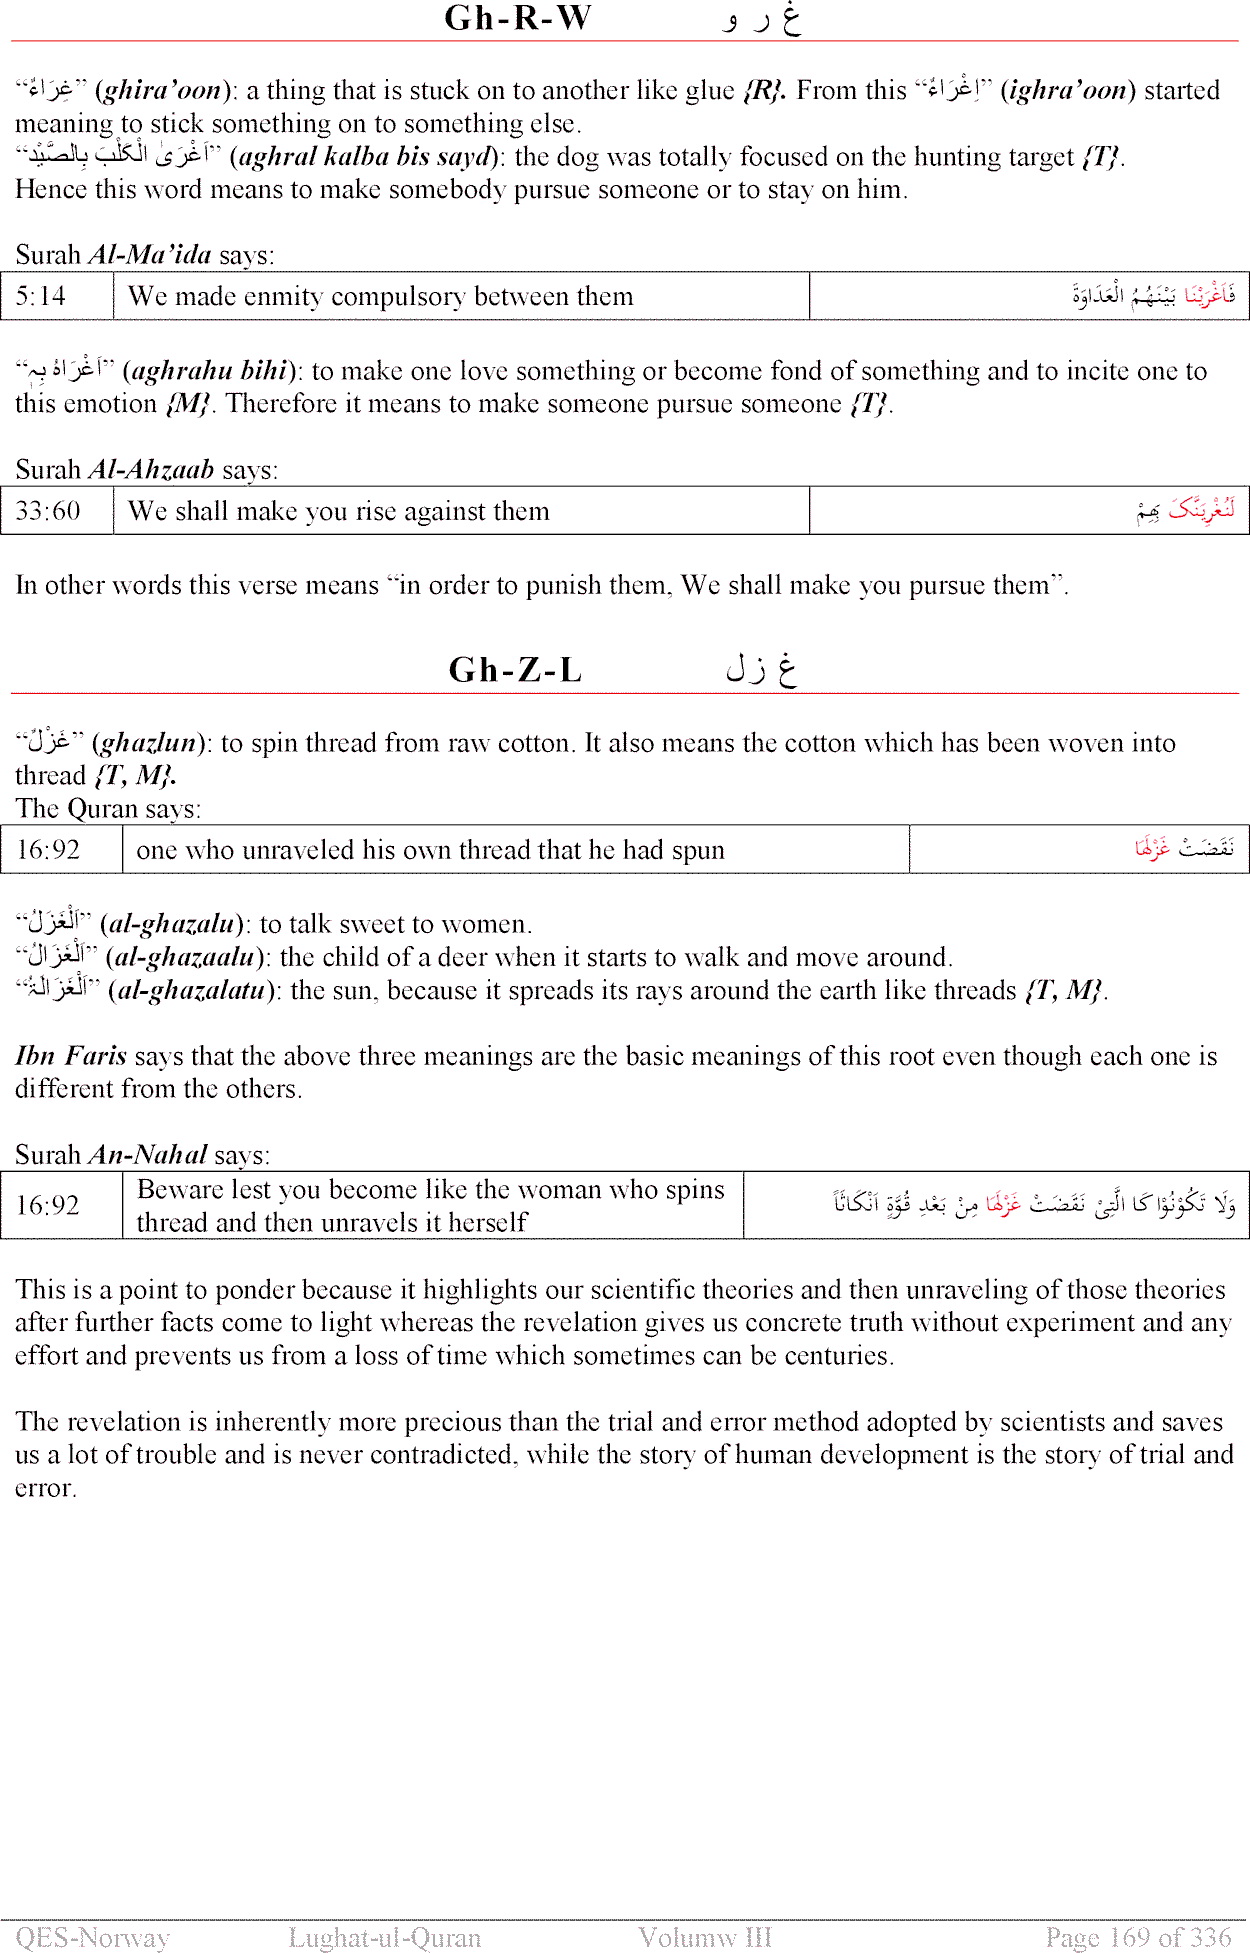 Gh-R-W غ ر و
“غِرَاءٌ” (ghira’oon): a thing that is stuck on to another like glue {R}. From this “اِغْرَاءٌ” (ighra’oon) started
meaning to stick something on to something else.
“اَغْرَىٰ الْكَلْبَ بِالصَّيْدِ” (aghral kalba bis sayd): the dog was totally focused on the hunting target {T}.
Hence this word means to make somebody pursue someone or to stay on him.
Surah Al-Ma’ida says:
5:14 We made enmity compulsory between them فَاَغْرَيْنَا بَيْنَهُمُ الْعَدَاوَةَ
“اَغْرَاهُ بِہٖ” (aghrahu bihi): to make one love something or become fond of something and to incite one to
this emotion {M}. Therefore it means to make someone pursue someone {T}.
Surah Al-Ahzaab says:
33:60 We shall make you rise against them لَنُغْرِيَنَّکَ بِهِمْ
In other words this verse means “in order to punish them, We shall make you pursue them”.
Gh-Z-L غ ز ل
“غَزْلٌ” (ghazlun): to spin thread from raw cotton. It also means the cotton which has been woven into
thread {T, M}.
The Quran says:
16:92 one who unraveled his own thread that he had spun نَقَضَتْ غَزْلَهَا
“اَلْغَزَلُ” (al-ghazalu): to talk sweet to women.
“اَلْغَزَالُ” (al-ghazaalu): the child of a deer when it starts to walk and move around.
“اَلْغَزَالَۃُ” (al-ghazalatu): the sun, because it spreads its rays around the earth like threads {T, M}.
Ibn Faris says that the above three meanings are the basic meanings of this root even though each one is
different from the others.
Surah An-Nahal says:
16:92 Beware lest you become like the woman who spins
thread and then unravels it herself وَلَا تَكُوْنُوْا كَا الَّتِىْ نَقَضَتْ غَزْلَهَا مِنْ بَعْدِ قُوَّةٍ اَنْكَاثاً
This is a point to ponder because it highlights our scientific theories and then unraveling of those theories
after further facts come to light whereas the revelation gives us concrete truth without experiment and any
effort and prevents us from a loss of time which sometimes can be centuries.
The revelation is inherently more precious than the trial and error method adopted by scientists and saves
us a lot of trouble and is never contradicted, while the story of human development is the story of trial and
error.
QES-Norway Lughat-ul-Quran Volumw III Page 169 of 336